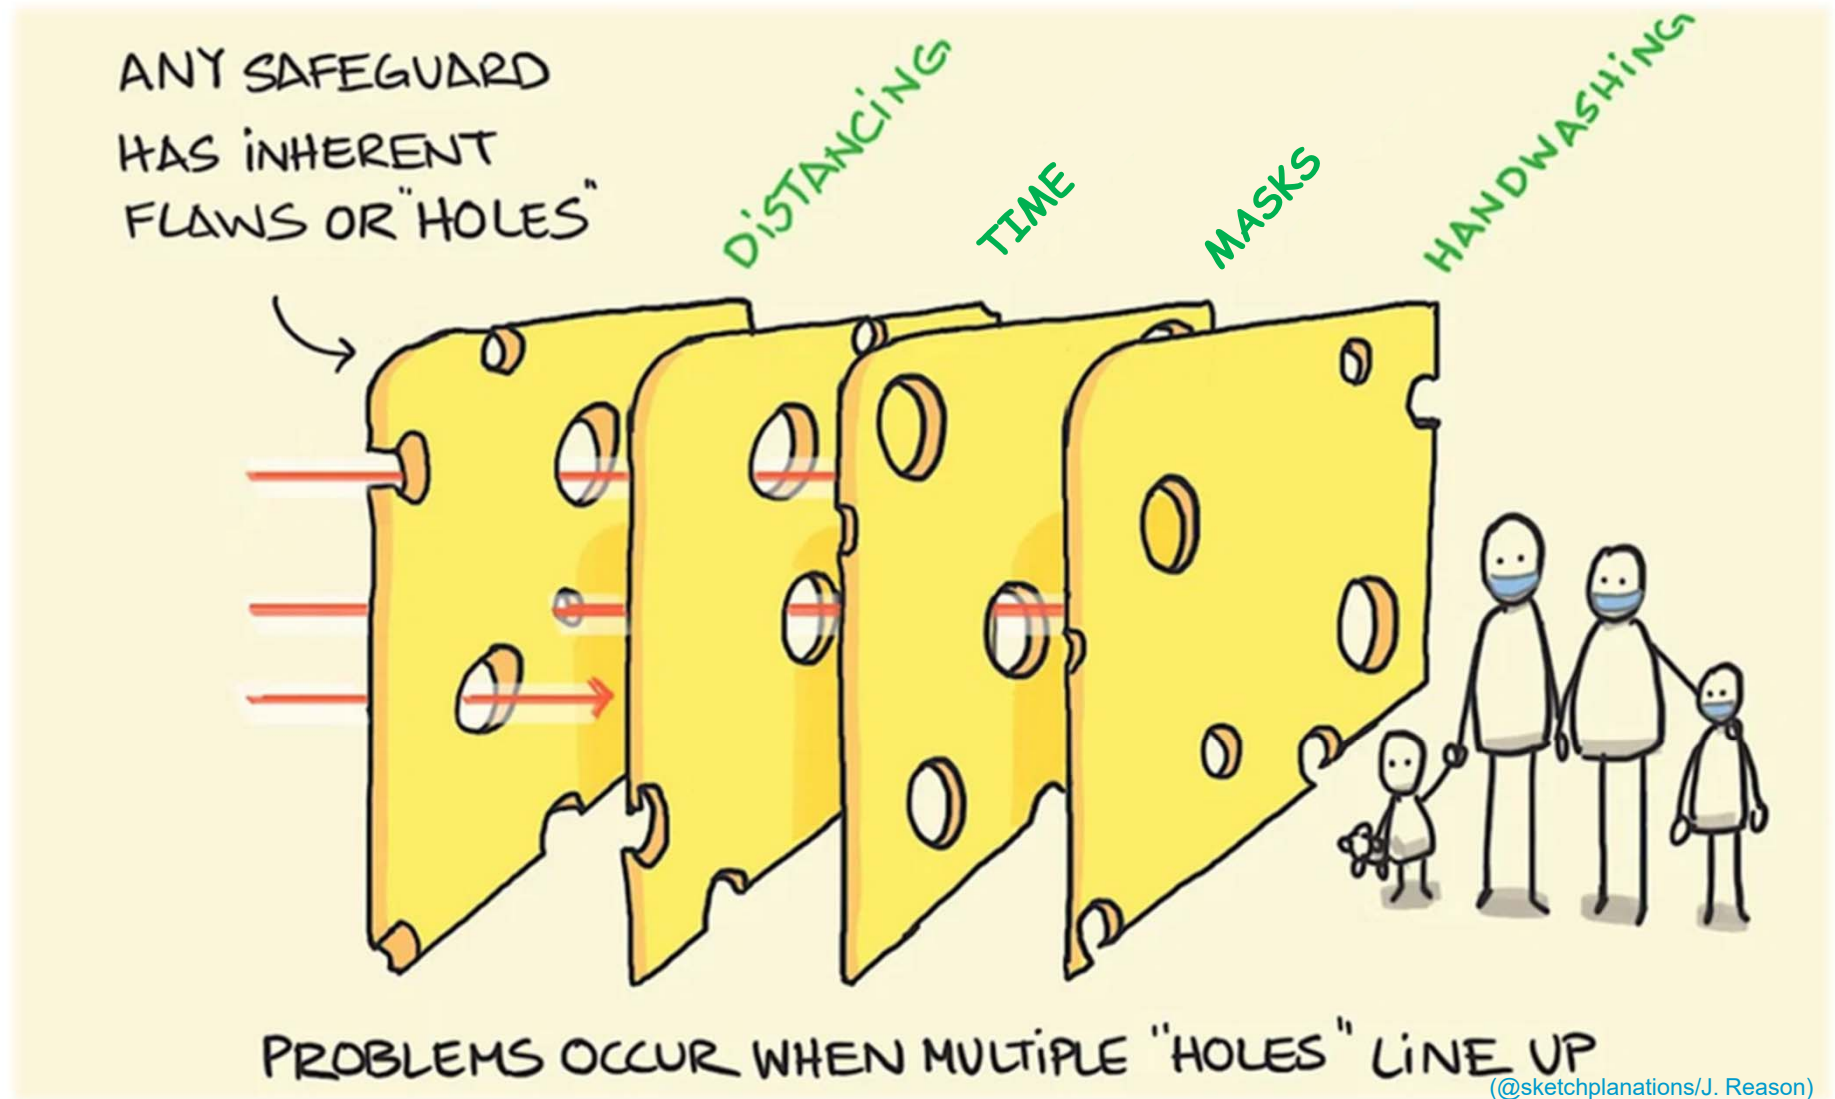 ANY SAFEGUARD
HAS INHERENT
FLAWS OR "HOLES"
DISTANCING
TIME
MASKS
HANDWASHING
PROBLEMS OCCUR WHEN MULTIPLE "HOLES" LINE UP
(@sketchplanations/J. Reason)